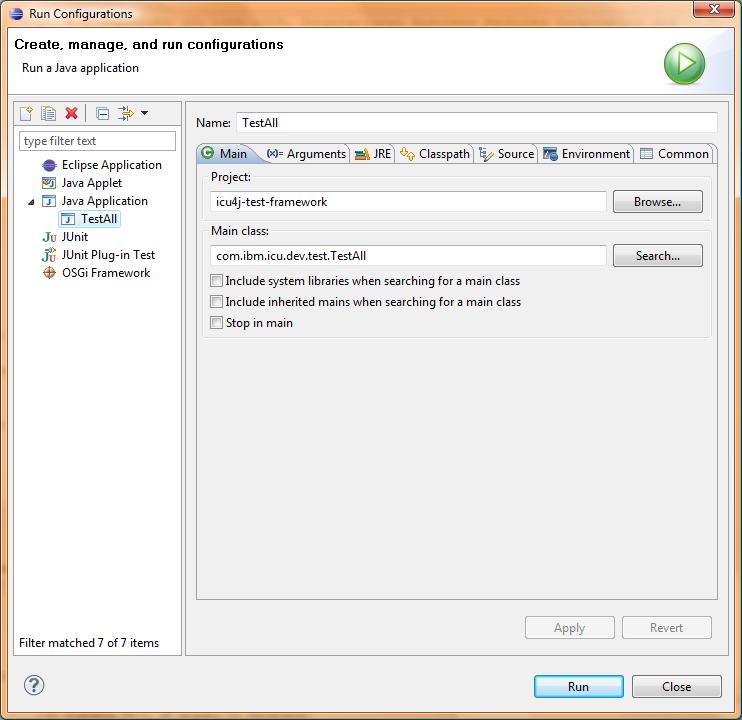 Run Configurations
Create, manage, and run configurations
Run a Java application
type filter text
Eclipse Application
Java Applet
Java Application
TestAll
JUnit
JUnit Plug-in Test
OSGi Framework
Filter matched 7 of 7 items
Name: TestAll
Main (x)= Arguments JRE Classpath Source Environment Common
Project:
icu4j-test-framework Browse...
Main class:
com.ibm.icu.dev.test.TestAll Search...
Include system libraries when searching for a main class
Include inherited mains when searching for a main class
Stop in main
Apply Revert
Run Close